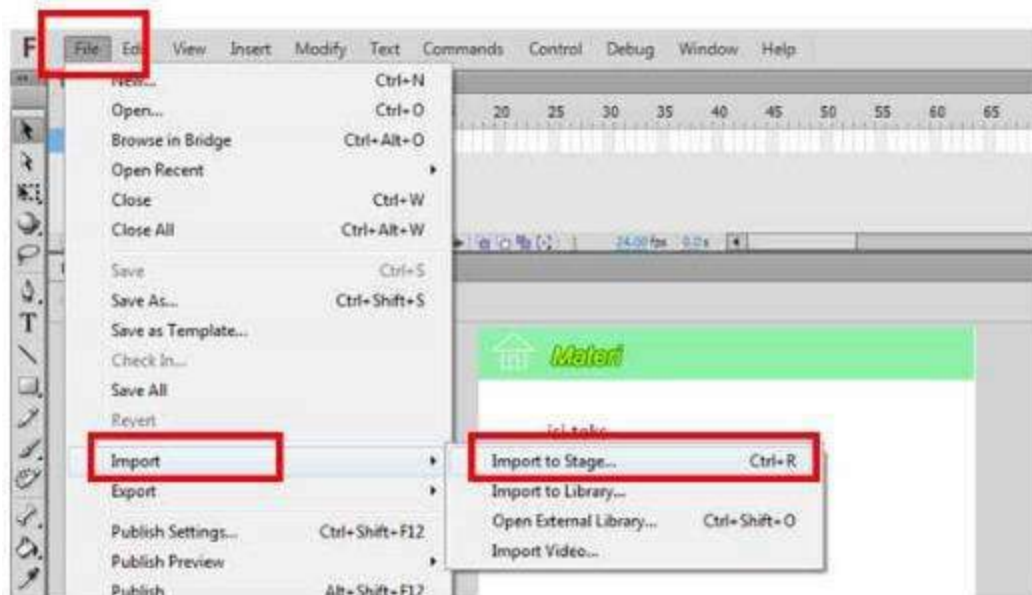 F File Edi View Insert Modify Text Commands Control Debug Window Help
New... Ctrl+N
Open... Ctrl+O
20 25 30 35 40 45 50 55 60 65
Browse in Bridge Ctrl+Alt+O
Open Recent
Close Ctrl+W
Close All Ctrl+Alt+W
24.00 fps 0.0 s
Save Ctrl+S
Save As... Ctrl+Shift+S
Save as Template...
Check In...
Materi
Save All
Revert
isi teks
Import
Import to Stage... Ctrl+R
Export
Import to Library...
Publish Settings... Ctrl+Shift+F12
Open External Library... Ctrl+Shift+O
Publish Preview
Import Video...
Publish Alt+Shift+F12
T